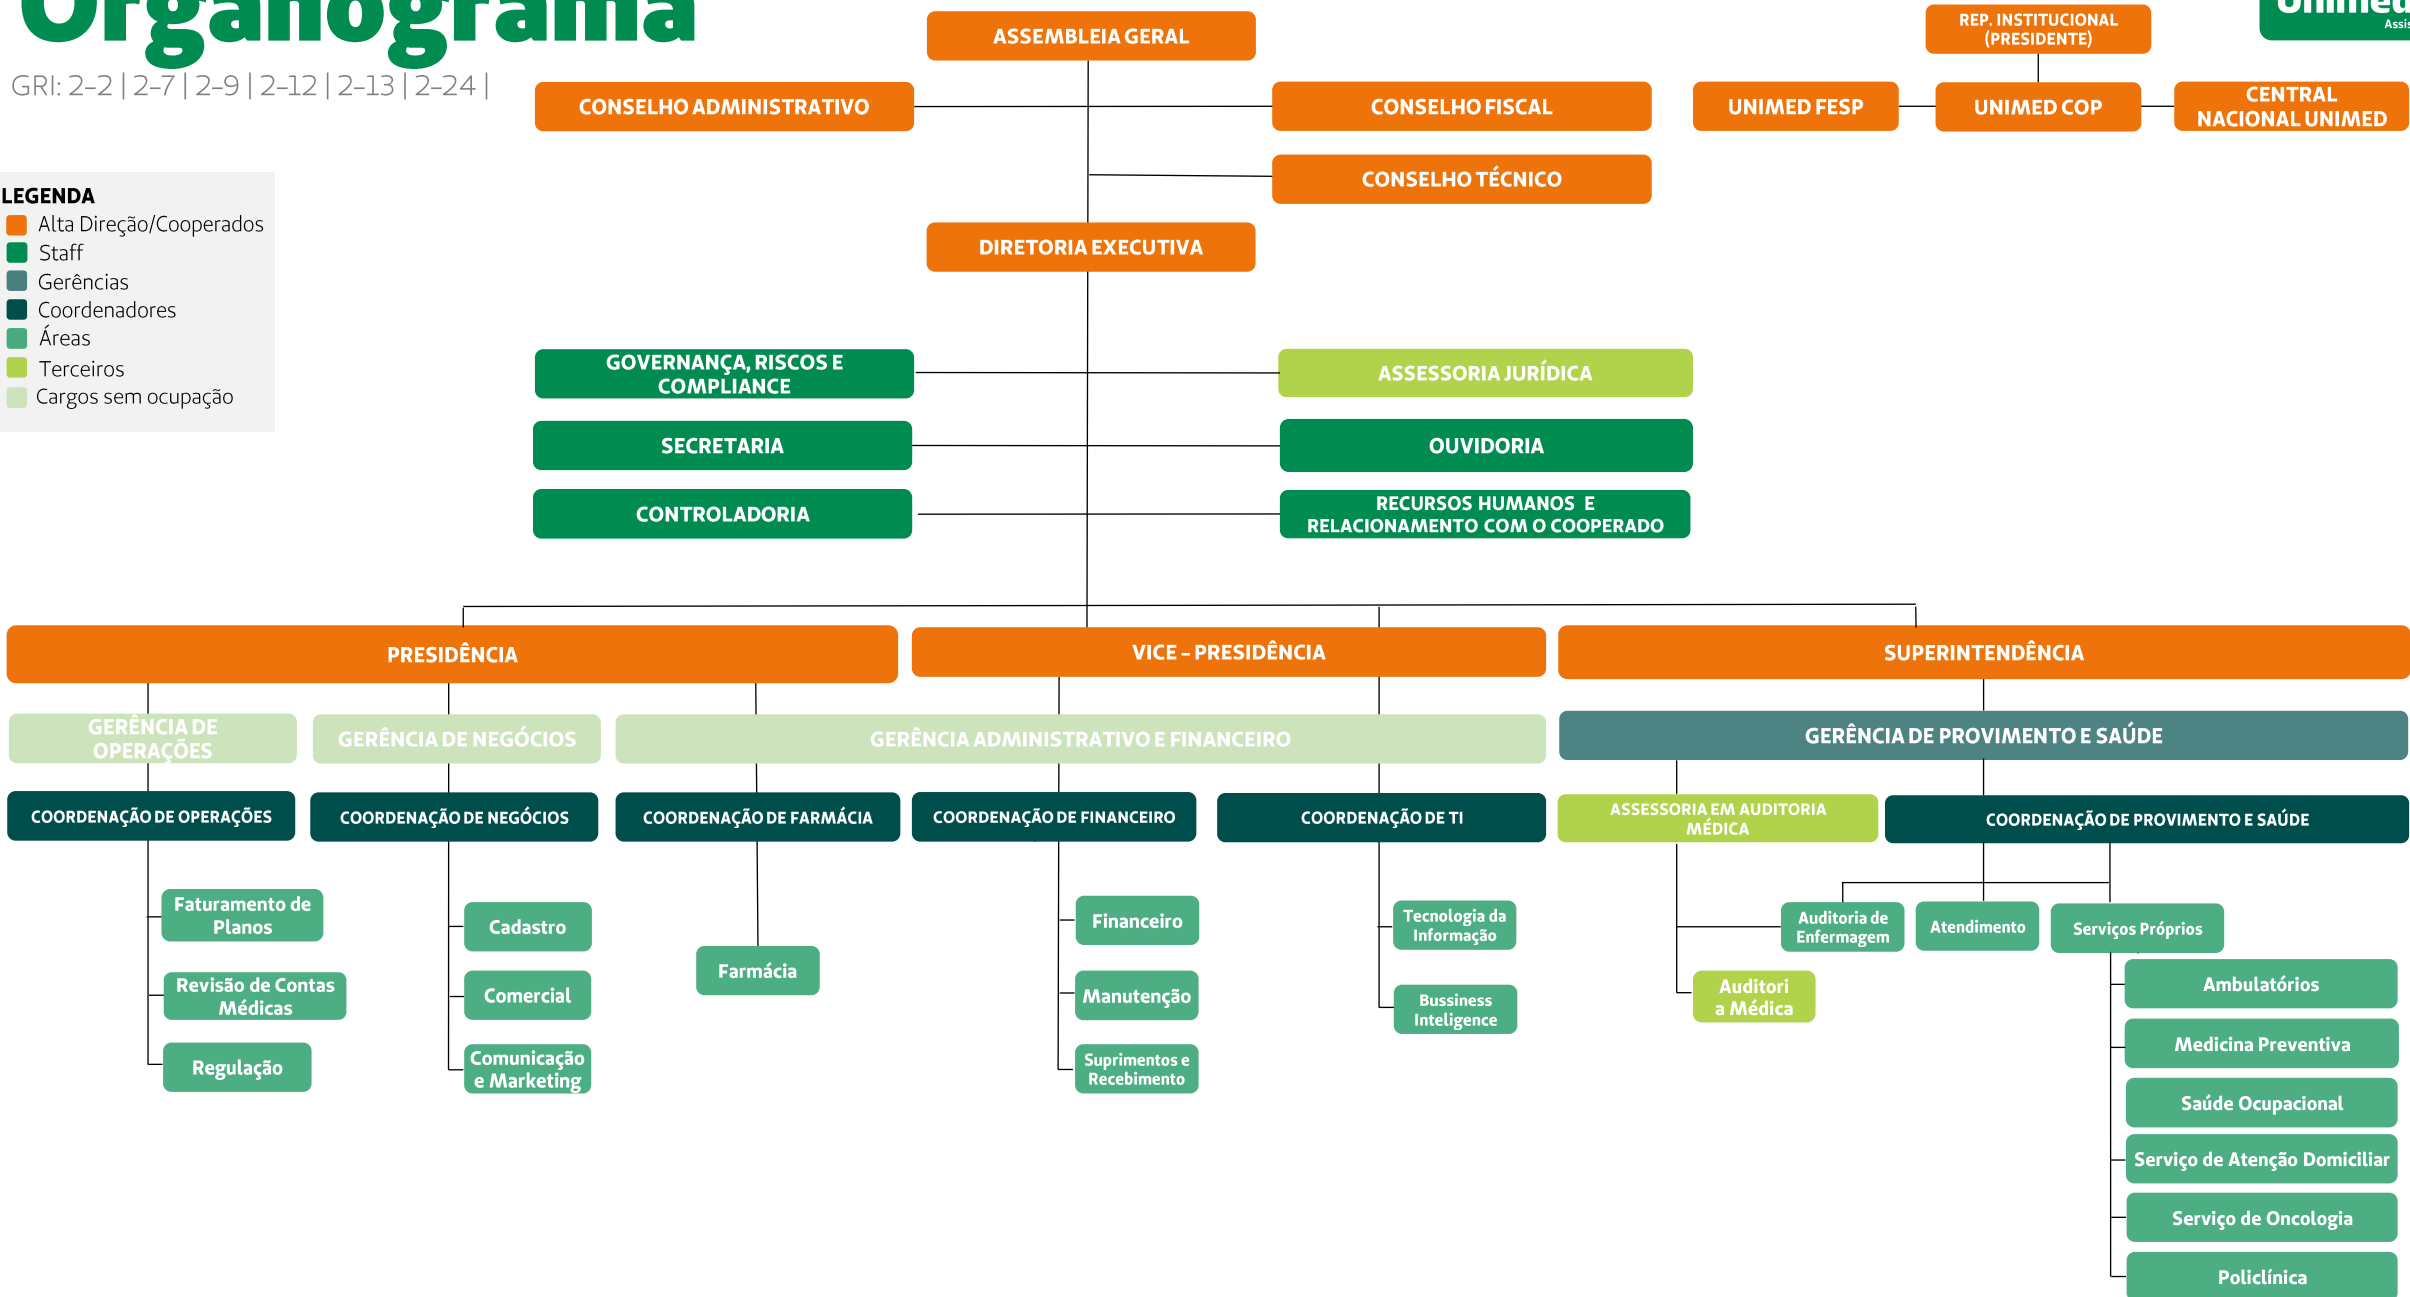 Organograma
GRI: 2-2 | 2-7 | 2-9 | 2-12 | 2-13 | 2-24 |
Unimed
ASSEMBLEIA GERAL
REP. INSTITUCIONAL
(PRESIDENTE)
CONSELHO ADMINISTRATIVO
CONSELHO FISCAL
UNIMED FESP
UNIMED COP
CENTRAL
NACIONAL UNIMED
CONSELHO TÉCNICO
DIRETORIA EXECUTIVA
LEGENDA
Alta Direção/Cooperados
Staff
Gerências
Coordenadores
Áreas
Terceiros
Cargos sem ocupação
GOVERNANÇA, RISCOS E
COMPLIANCE
ASSESSORIA JURÍDICA
SECRETARIA
OUVIDORIA
CONTROLADORIA
RECURSOS HUMANOS E
RELACIONAMENTO COM O COOPERADO
PRESIDÊNCIA
VICE – PRESIDÊNCIA
SUPERINTENDÊNCIA
GERÊNCIA DE
OPERAÇÕES
GERÊNCIA DE NEGÓCIOS
GERÊNCIA ADMINISTRATIVO E FINANCEIRO
GERÊNCIA DE PROVIMENTO E SAÚDE
COORDENAÇÃO DE OPERAÇÕES
COORDENAÇÃO DE NEGÓCIOS
COORDENAÇÃO DE FARMÁCIA
COORDENAÇÃO DE FINANCEIRO
COORDENAÇÃO DE TI
ASSESSORIA EM AUDITORIA
MÉDICA
COORDENAÇÃO DE PROVIMENTO E SAÚDE
Faturamento de
Planos
Revisão de Contas
Médicas
Regulação
Cadastro
Comercial
Comunicação
e Marketing
Farmácia
Financeiro
Manutenção
Suprimentos e
Recebimento
Tecnologia da
Informação
Bussiness
Inteligence
Auditoria de
Enfermagem
Atendimento
Serviços Próprios
Auditori
a Médica
Ambulatórios
Medicina Preventiva
Saúde Ocupacional
Serviço de Atenção Domiciliar
Serviço de Oncologia
Policlínica